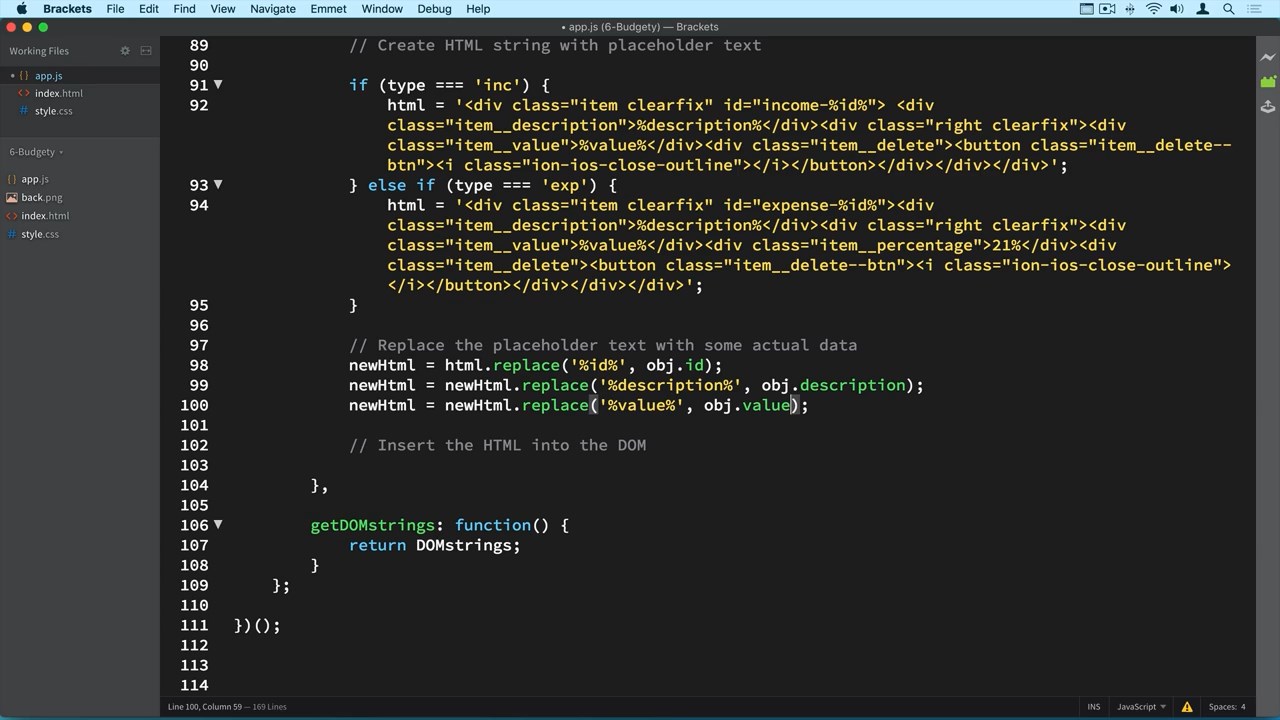 Brackets File Edit Find View Navigate Emmet Window Debug Help
• app.js (6-Budgety) — Brackets
Working Files
• {} app.js
<> index.html
# style.css
6-Budgety
{} app.js
back.png
<> index.html
# style.css
89 // Create HTML string with placeholder text
90
91 if (type === 'inc') {
92 html = '<div class="item clearfix" id="income-%id%"> <div
class="item__description">%description%</div><div class="right clearfix"><div
class="item__value">%value%</div><div class="item__delete"><button class="item__delete--
btn"><i class="ion-ios-close-outline"></i></button></div></div></div>';
93 } else if (type === 'exp') {
94 html = '<div class="item clearfix" id="expense-%id%"><div
class="item__description">%description%</div><div class="right clearfix"><div
class="item__value">%value%</div><div class="item__percentage">21%</div><div
class="item__delete"><button class="item__delete--btn"><i class="ion-ios-close-outline">
</i></button></div></div></div>';
95 }
96
97 // Replace the placeholder text with some actual data
98 newHtml = html.replace('%id%', obj.id);
99 newHtml = newHtml.replace('%description%', obj.description);
100 newHtml = newHtml.replace('%value%', obj.value);
101
102 // Insert the HTML into the DOM
103
104 },
105
106 getDOMstrings: function() {
107 return DOMstrings;
108 }
109 };
110
111 })();
112
113
114
Line 100, Column 59 — 169 Lines INS JavaScript Spaces: 4